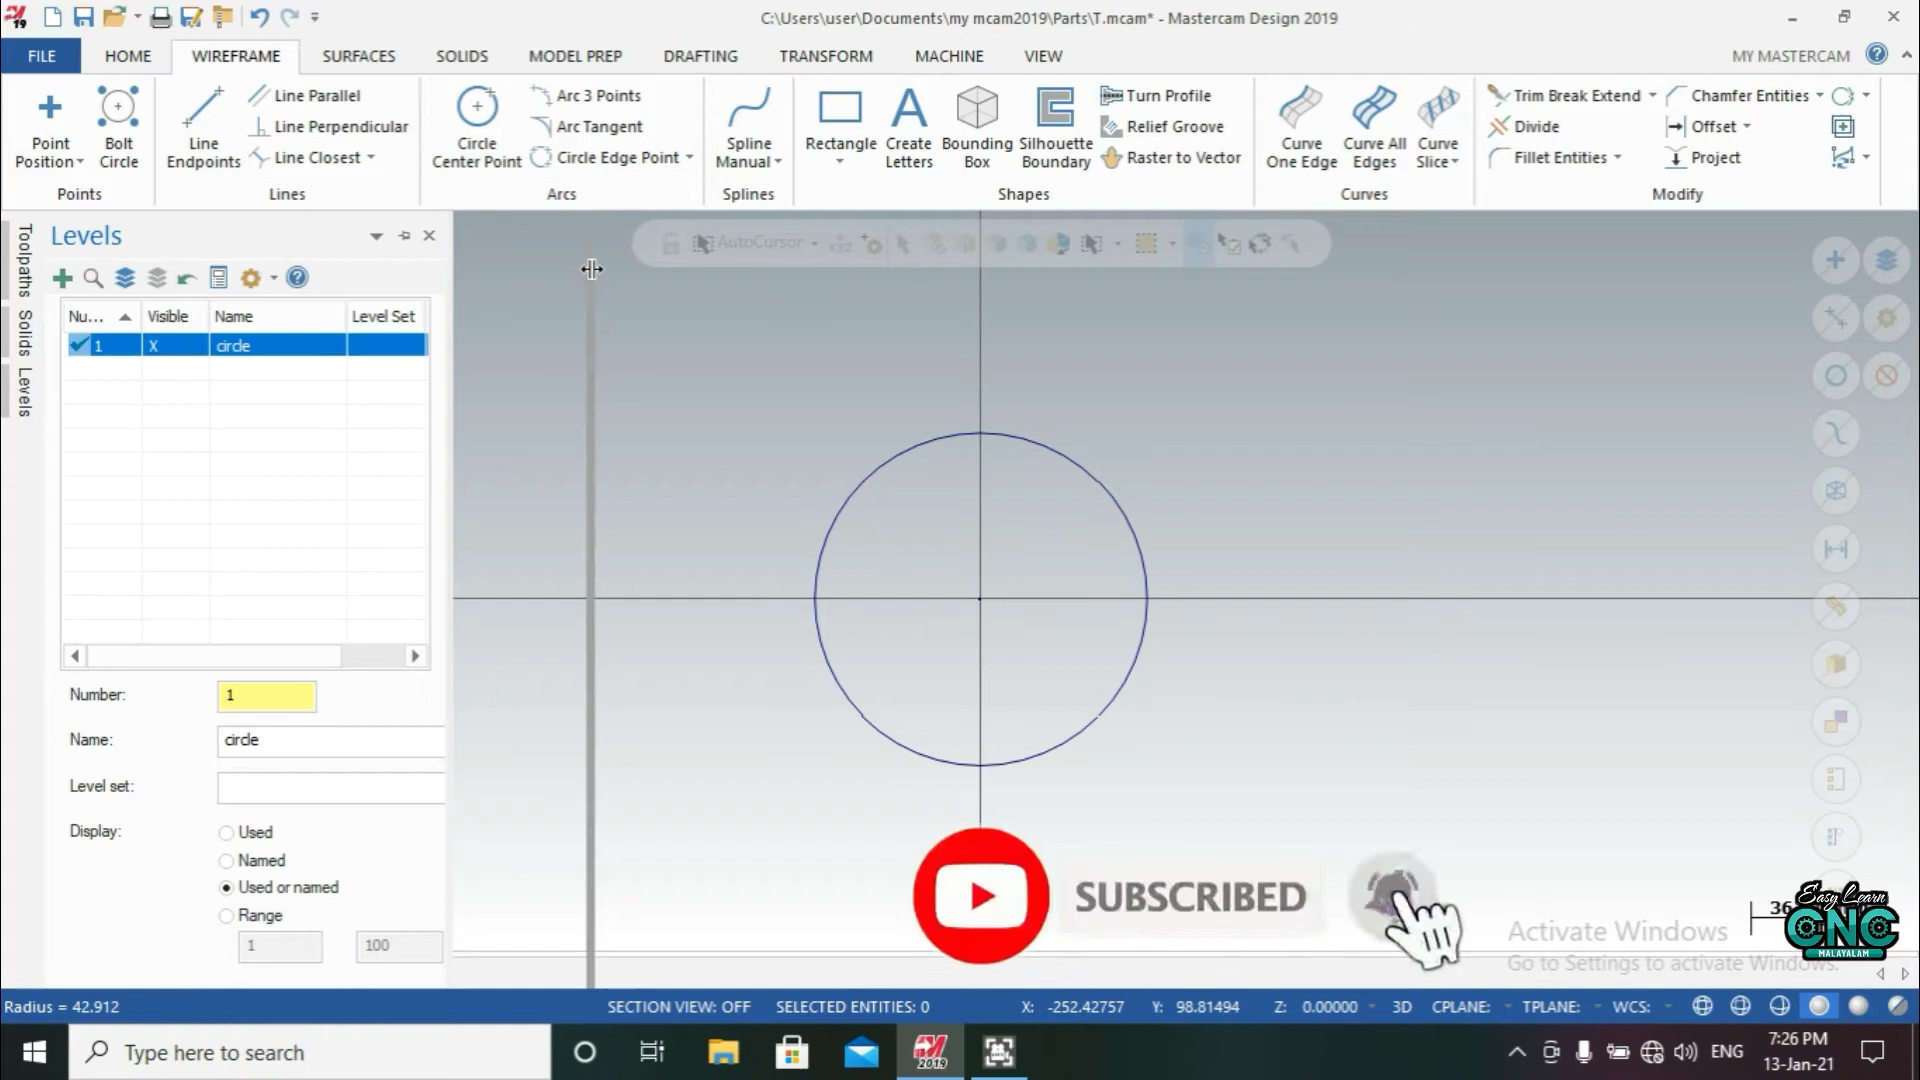 C:\Users\user\Documents\my mcam2019\Parts\T.mcam* - Mastercam Design 2019
FILE
HOME
WIREFRAME
SURFACES
SOLIDS
MODEL PREP
DRAFTING
TRANSFORM
MACHINE
VIEW
MY MASTERCAM
Point
Position
Bolt
Circle
Points
Line
Endpoints
Line Parallel
Line Perpendicular
Line Closest
Lines
Circle
Center Point
Arc 3 Points
Arc Tangent
Circle Edge Point
Arcs
Spline
Manual
Splines
Rectangle
Create
Letters
Bounding
Box
Silhouette
Boundary
Turn Profile
Relief Groove
Raster to Vector
Shapes
Curve
One Edge
Curve All
Edges
Curve
Slice
Curves
Trim Break Extend
Divide
Fillet Entities
Chamfer Entities
Offset
Project
Modify
Toolpaths
Solids
Levels
Levels
Nu...
Visible
Name
Level Set
1
X
circle
Number:
1
Name:
circle
Level set:
Display:
Used
Named
Used or named
Range
1
100
AutoCursor
SUBSCRIBED
36
Easy Learn
CNC
MALAYALAM
Activate Windows
Go to Settings to activate Windows.
Radius = 42.912
SECTION VIEW: OFF
SELECTED ENTITIES: 0
X: -252.42757
Y: 98.81494
Z: 0.00000
3D
CPLANE:
TPLANE:
WCS:
Type here to search
2019
ENG
7:26 PM
13-Jan-21